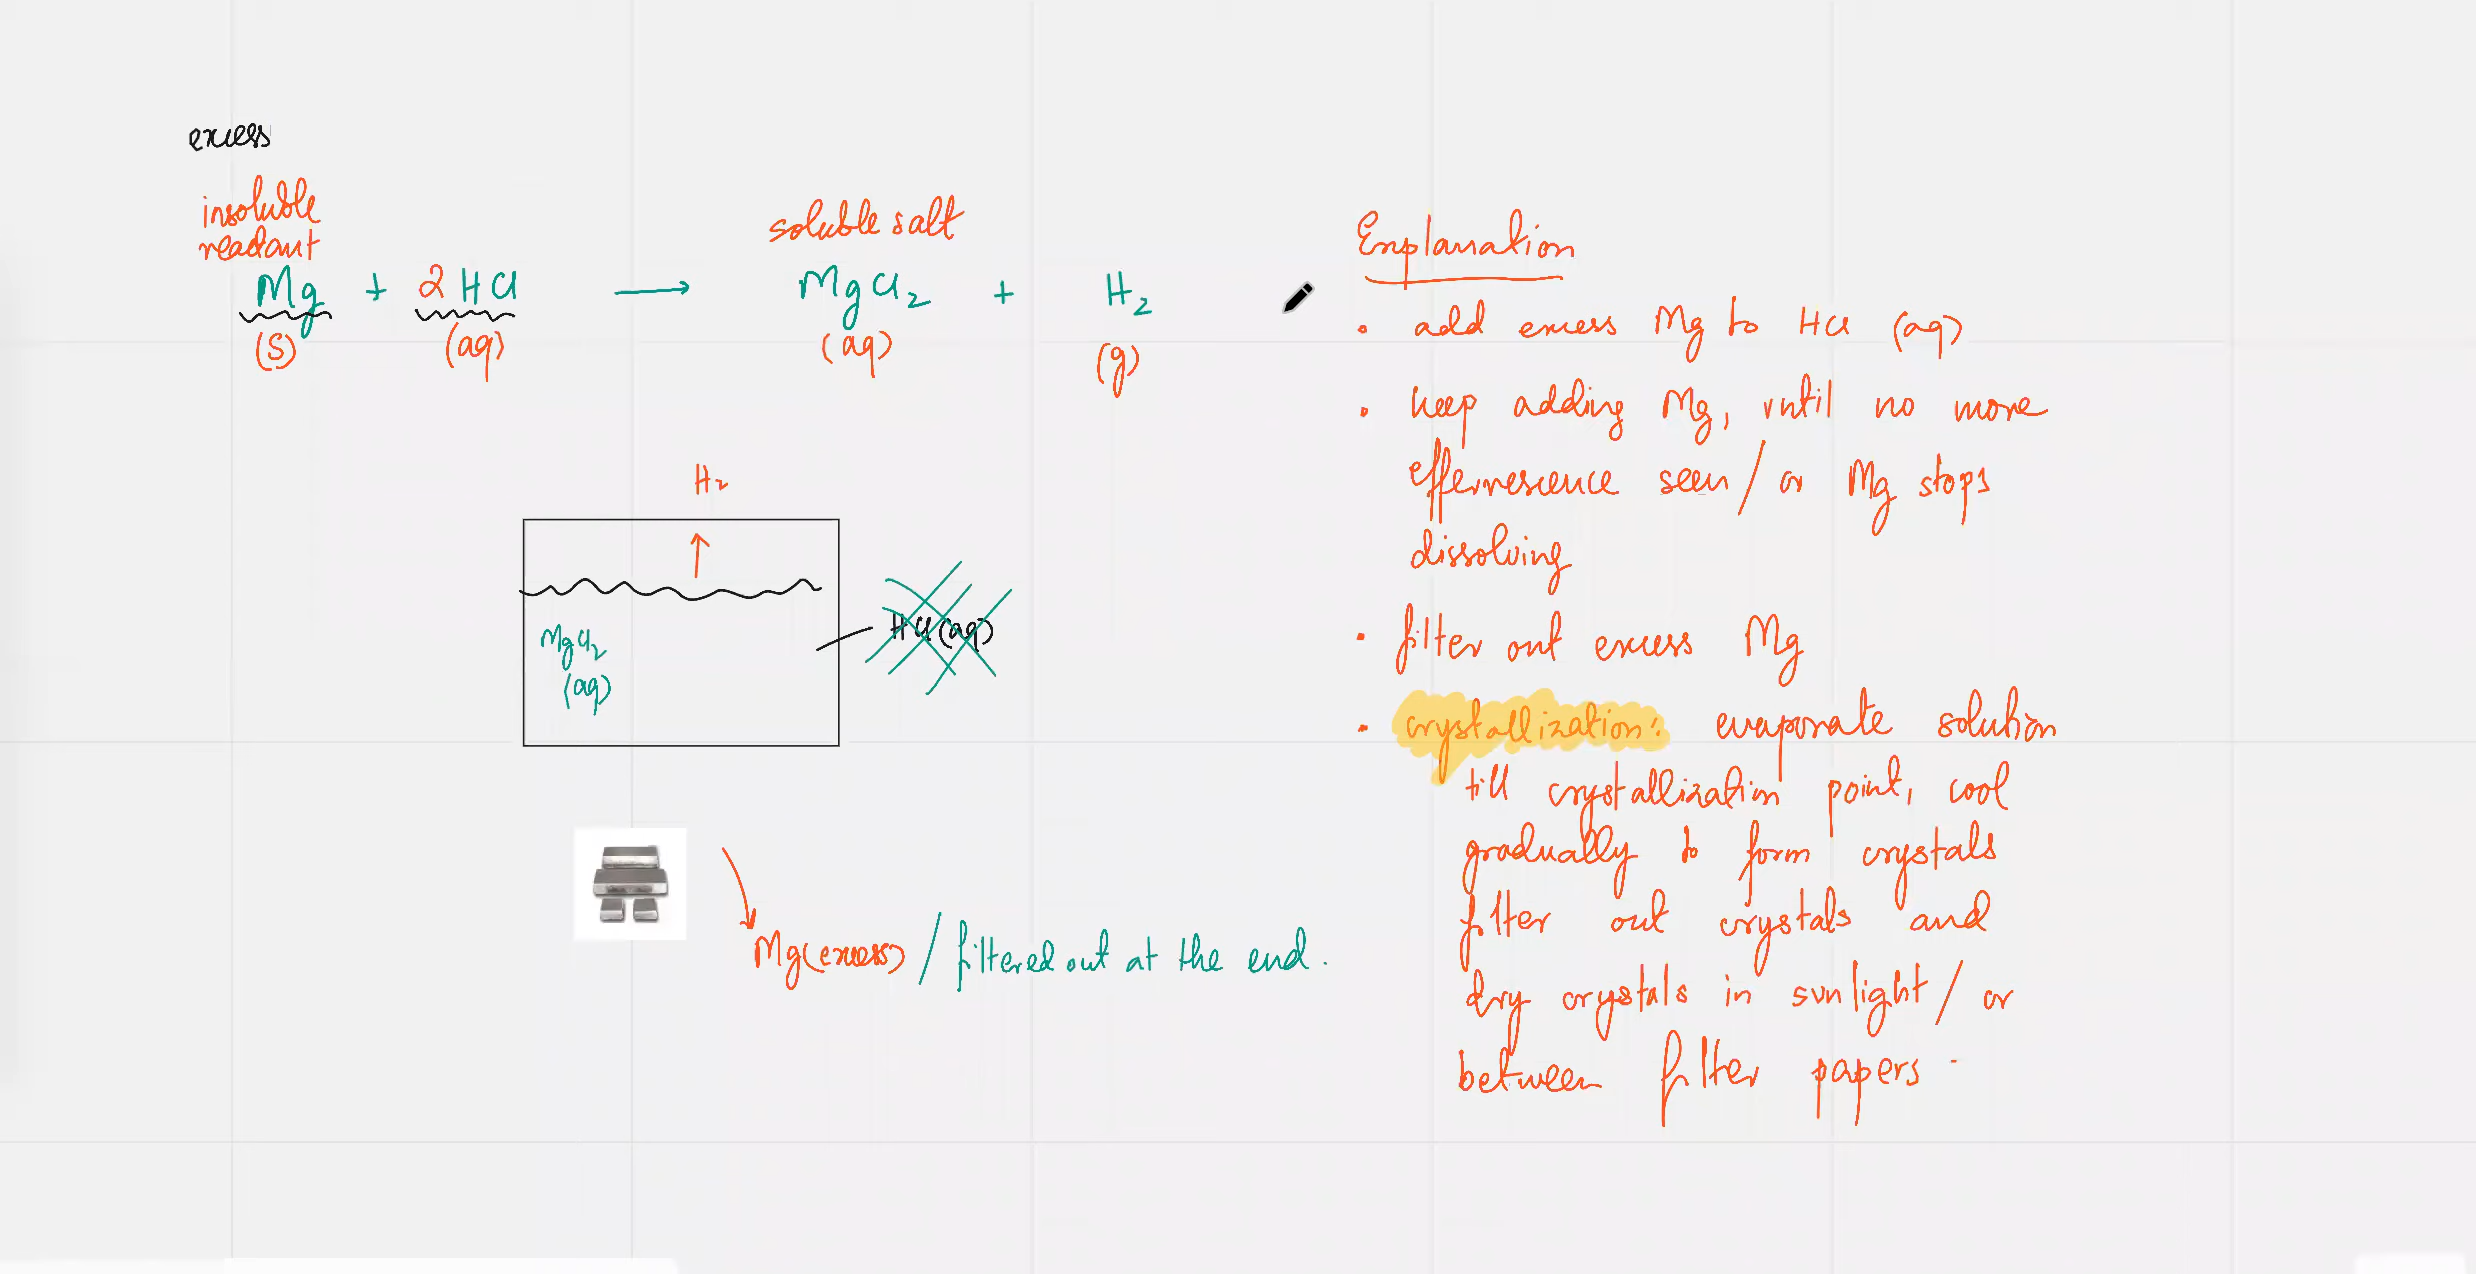 excess
insoluble
reactant
soluble salt
Mg + 2 HCl → MgCl2 + H2
(s) (aq) (aq) (g)
H2
MgCl2
(aq)
HCl (aq)
Mg (excess) / filtered out at the end.
Explanation
• add excess Mg to HCl (aq)
• keep adding Mg, until no more
effervescence seen / or Mg stops
dissolving
• filter out excess Mg
• crystallization: evaporate solution
till crystallization point, cool
gradually to form crystals
filter out crystals and
dry crystals in sunlight / or
between filter papers.